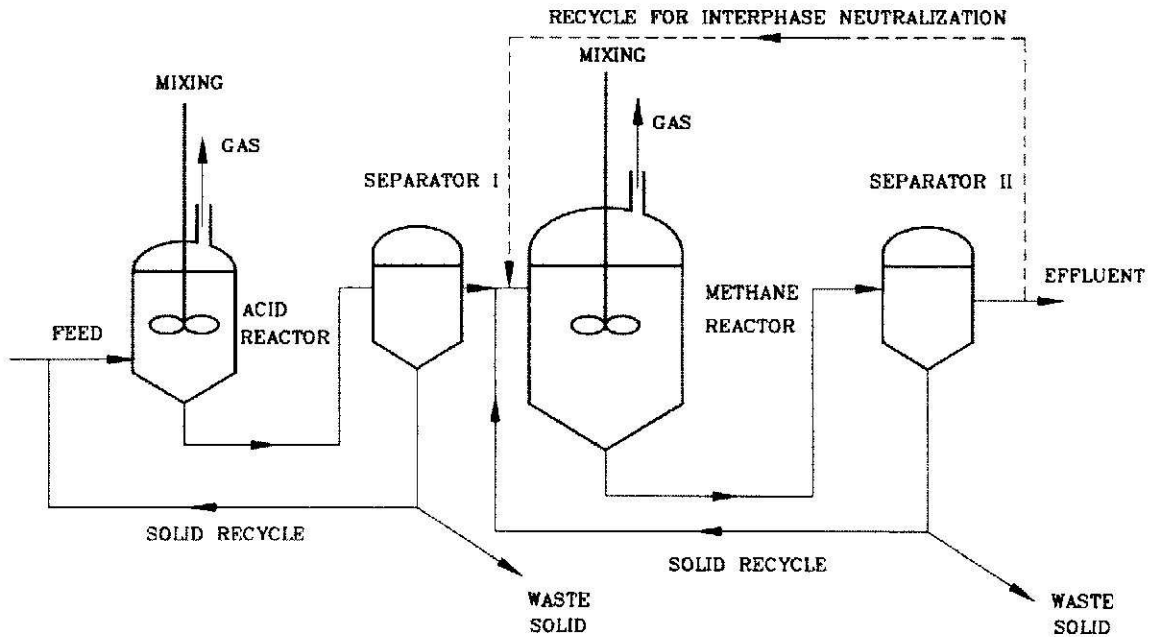 RECYCLE FOR INTERPHASE NEUTRALIZATION
MIXING
MIXING
GAS
GAS
SEPARATOR I
SEPARATOR II
ACID
REACTOR
METHANE
REACTOR
EFFLUENT
FEED
SOLID RECYCLE
SOLID RECYCLE
WASTE
SOLID
WASTE
SOLID